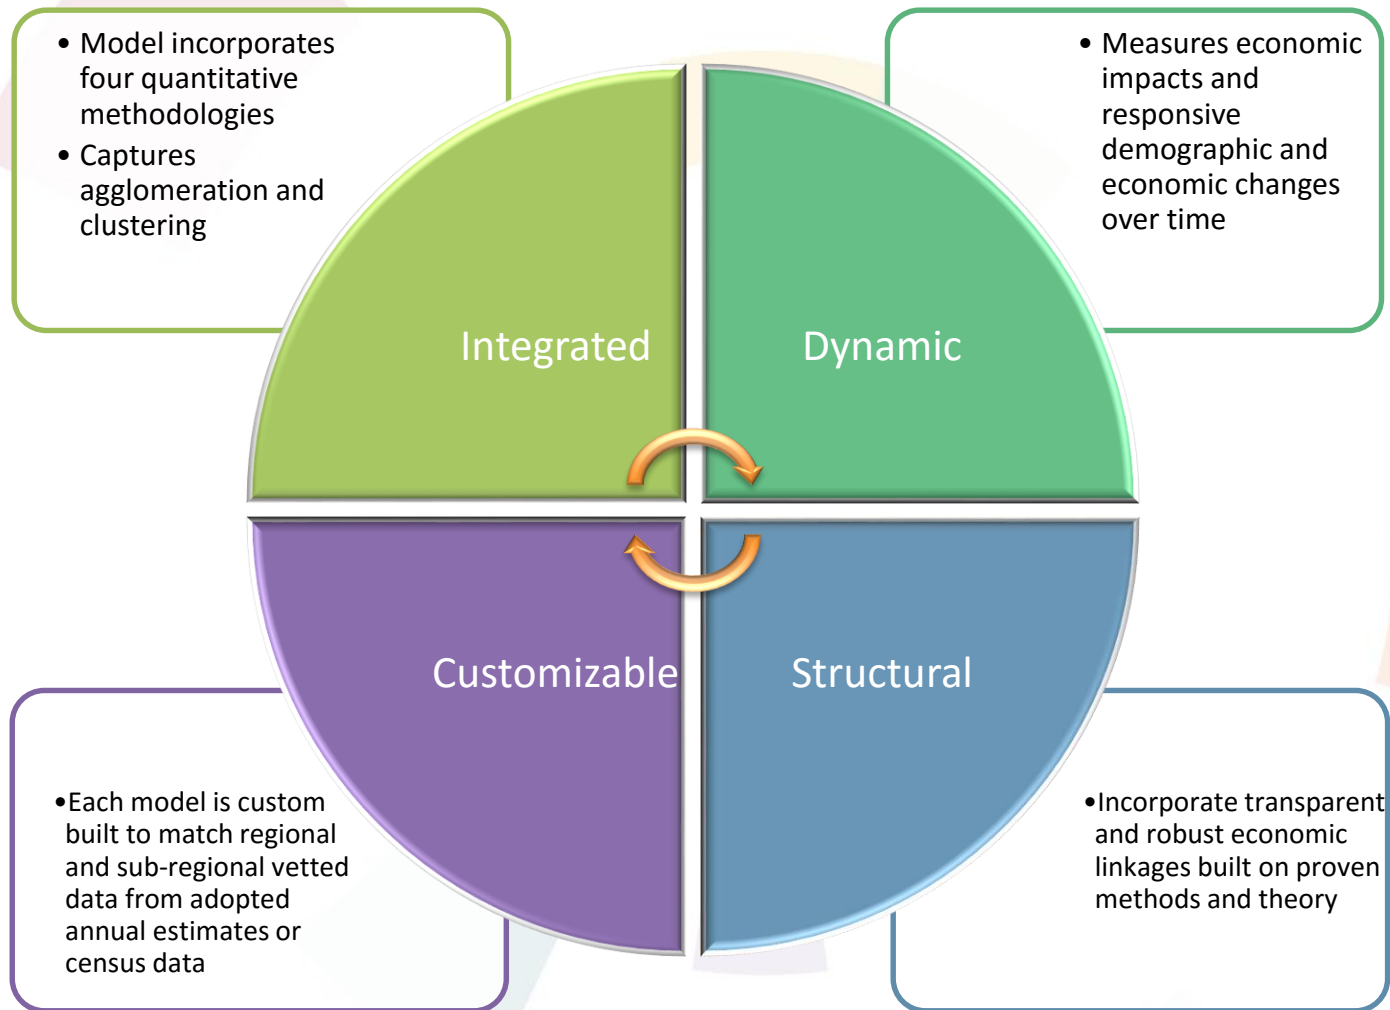 • Model incorporates
four quantitative
methodologies
• Captures
agglomeration and
clustering
• Measures economic
impacts and
responsive
demographic and
economic changes
over time
Integrated
Dynamic
Customizable
Structural
•Each model is custom
built to match regional
and sub-regional vetted
data from adopted
annual estimates or
census data
•Incorporate transparent
and robust economic
linkages built on proven
methods and theory